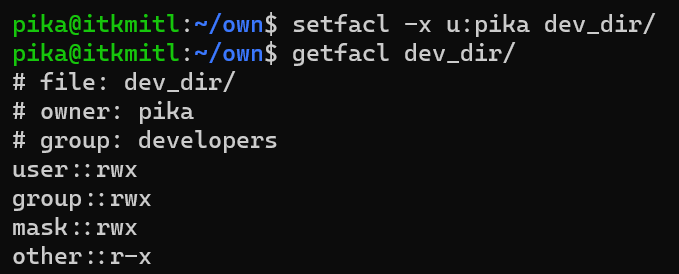 pika@itkmitl:~/own$ setfacl -x u:pika dev_dir/
pika@itkmitl:~/own$ getfacl dev_dir/
# file: dev_dir/
# owner: pika
# group: developers
user::rwx
group::rwx
mask::rwx
other::r-x